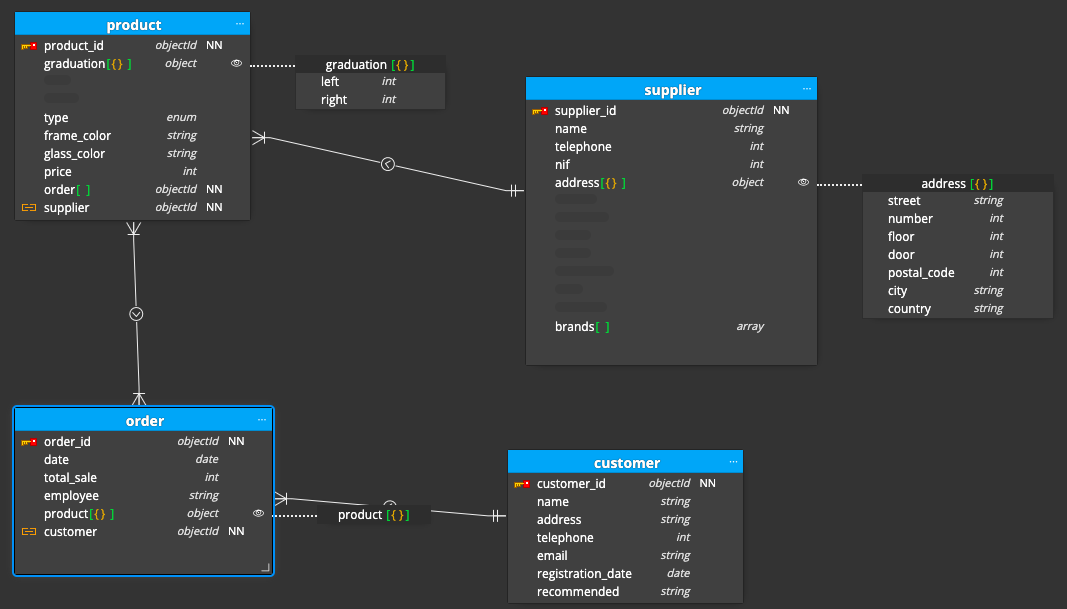 product ...
product_id objectId NN
graduation[{} ] object
type enum
frame_color string
glass_color string
price int
order[ ] objectId NN
supplier objectId NN
graduation [{}]
left int
right int
supplier ...
supplier_id objectId NN
name string
telephone int
nif int
address[{} ] object
brands[ ] array
address [{}]
street string
number int
floor int
door int
postal_code int
city string
country string
order ...
order_id objectId NN
date date
total_sale int
employee string
product[{} ] object
customer objectId NN
product [{}]
customer ...
customer_id objectId NN
name string
address string
telephone int
email string
registration_date date
recommended string